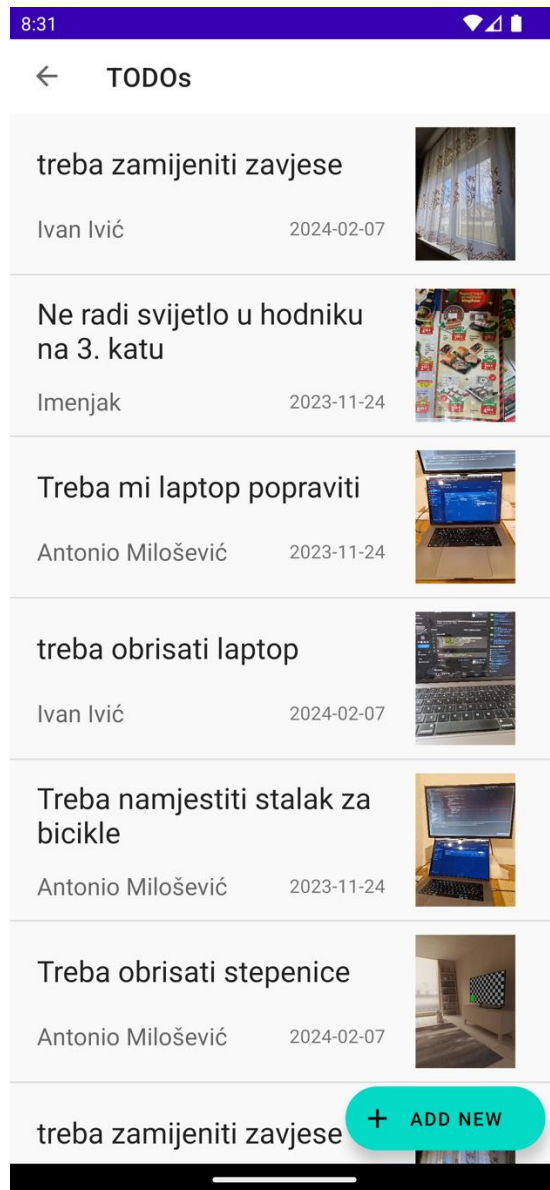 8:31
TODOs
treba zamijeniti zavjese
Ivan Ivić 2024-02-07
Ne radi svijetlo u hodniku
na 3. katu
Imenjak 2023-11-24
Treba mi laptop popraviti
Antonio Milošević 2023-11-24
treba obrisati laptop
Ivan Ivić 2024-02-07
Treba namjestiti stalak za
bicikle
Antonio Milošević 2023-11-24
Treba obrisati stepenice
Antonio Milošević 2024-02-07
treba zamijeniti zavjese
+ ADD NEW